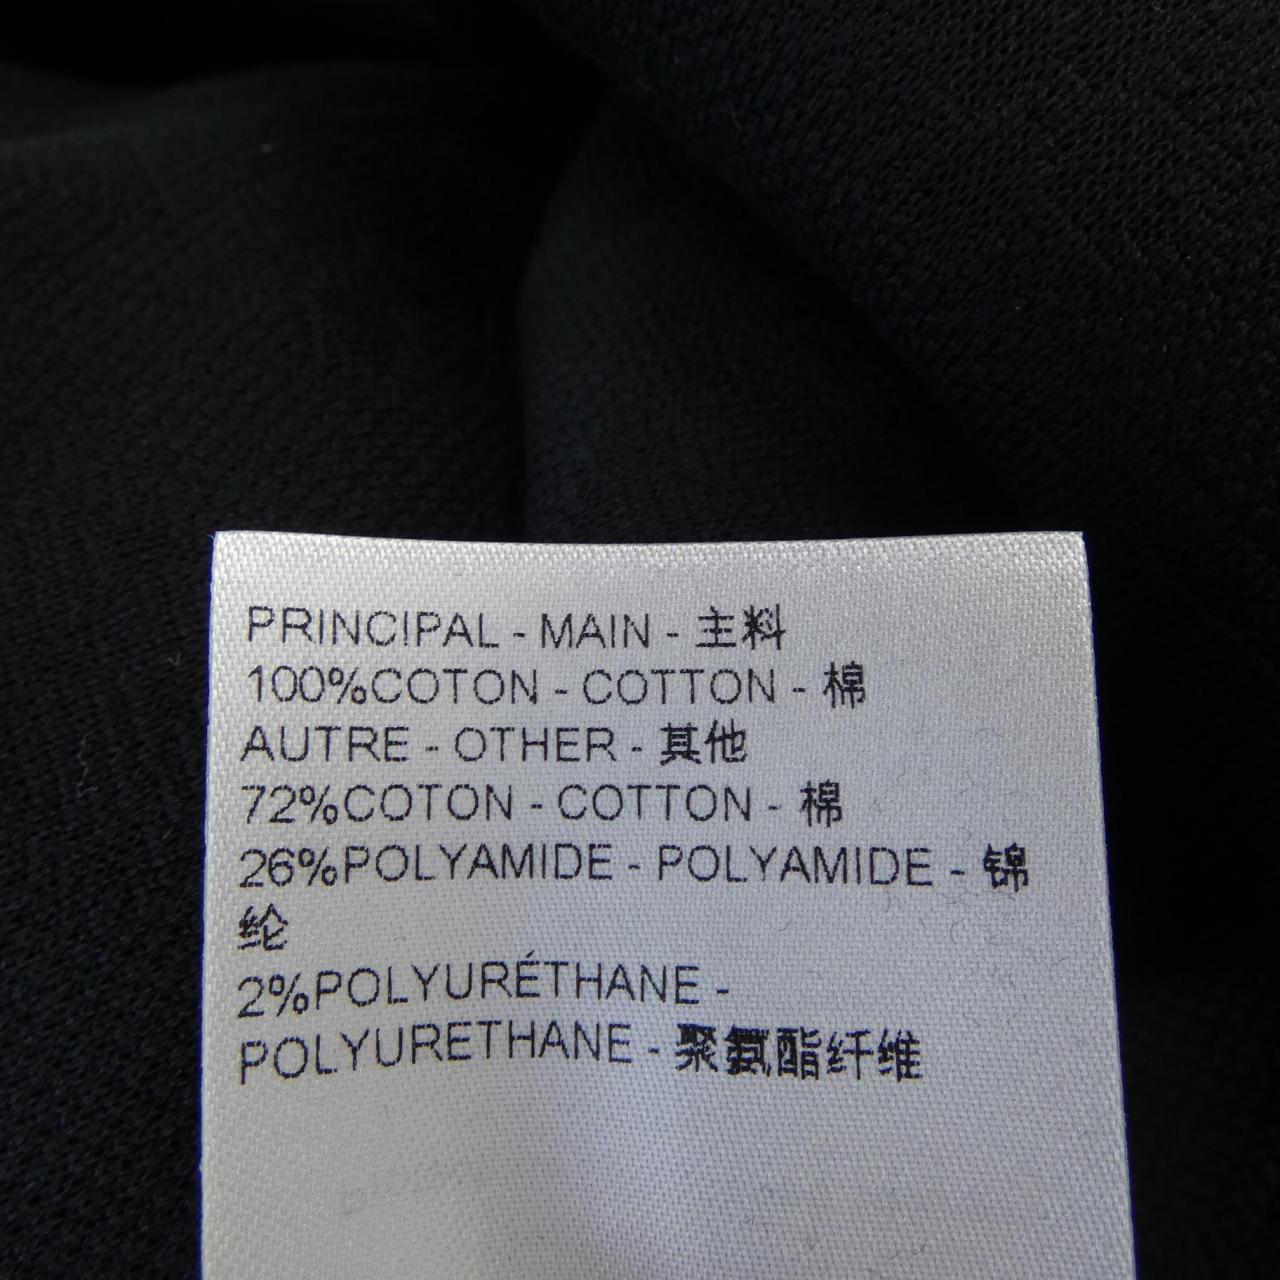 PRINCIPAL - MAIN - 主料
100%COTON - COTTON - 棉
AUTRE - OTHER - 其他
72%COTON - COTTON - 棉
26%POLYAMIDE - POLYAMIDE - 锦
纶
2%POLYURÉTHANE -
POLYURETHANE - 聚氨酯纤维